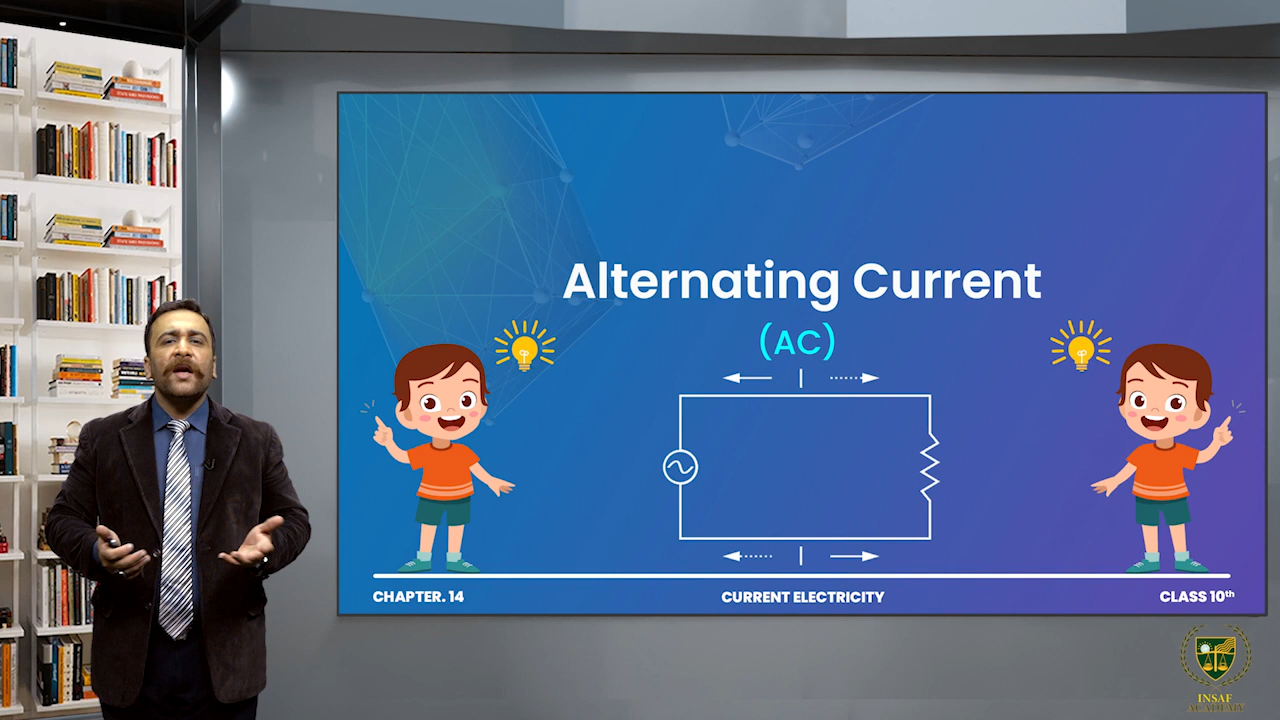 Alternating Current
(AC)
CHAPTER. 14
CURRENT ELECTRICITY
CLASS 10th
INSAF
ACADEMY